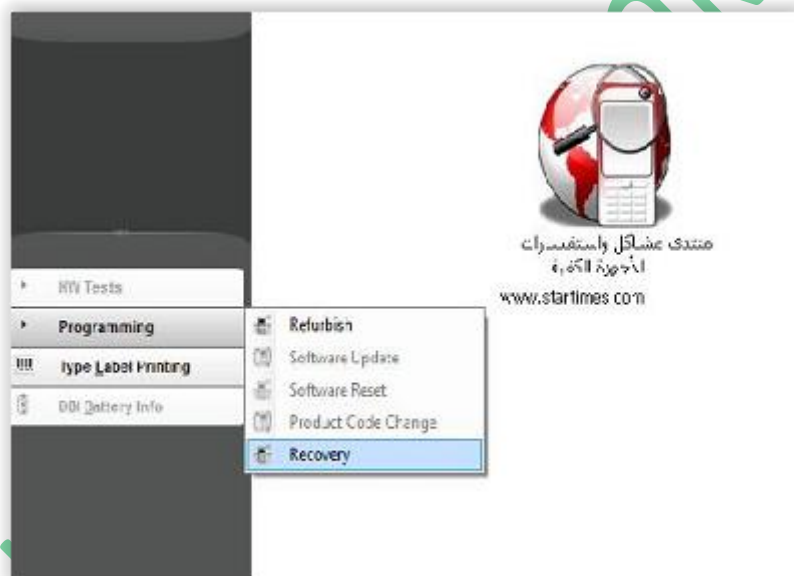 منتدى مشاكل واستفسارات
الأجهزة الكفية
www.startimes.com
HW Tests
Programming
Type Label Printing
BBI Battery Info
Refurbish
Software Update
Software Reset
Product Code Change
Recovery